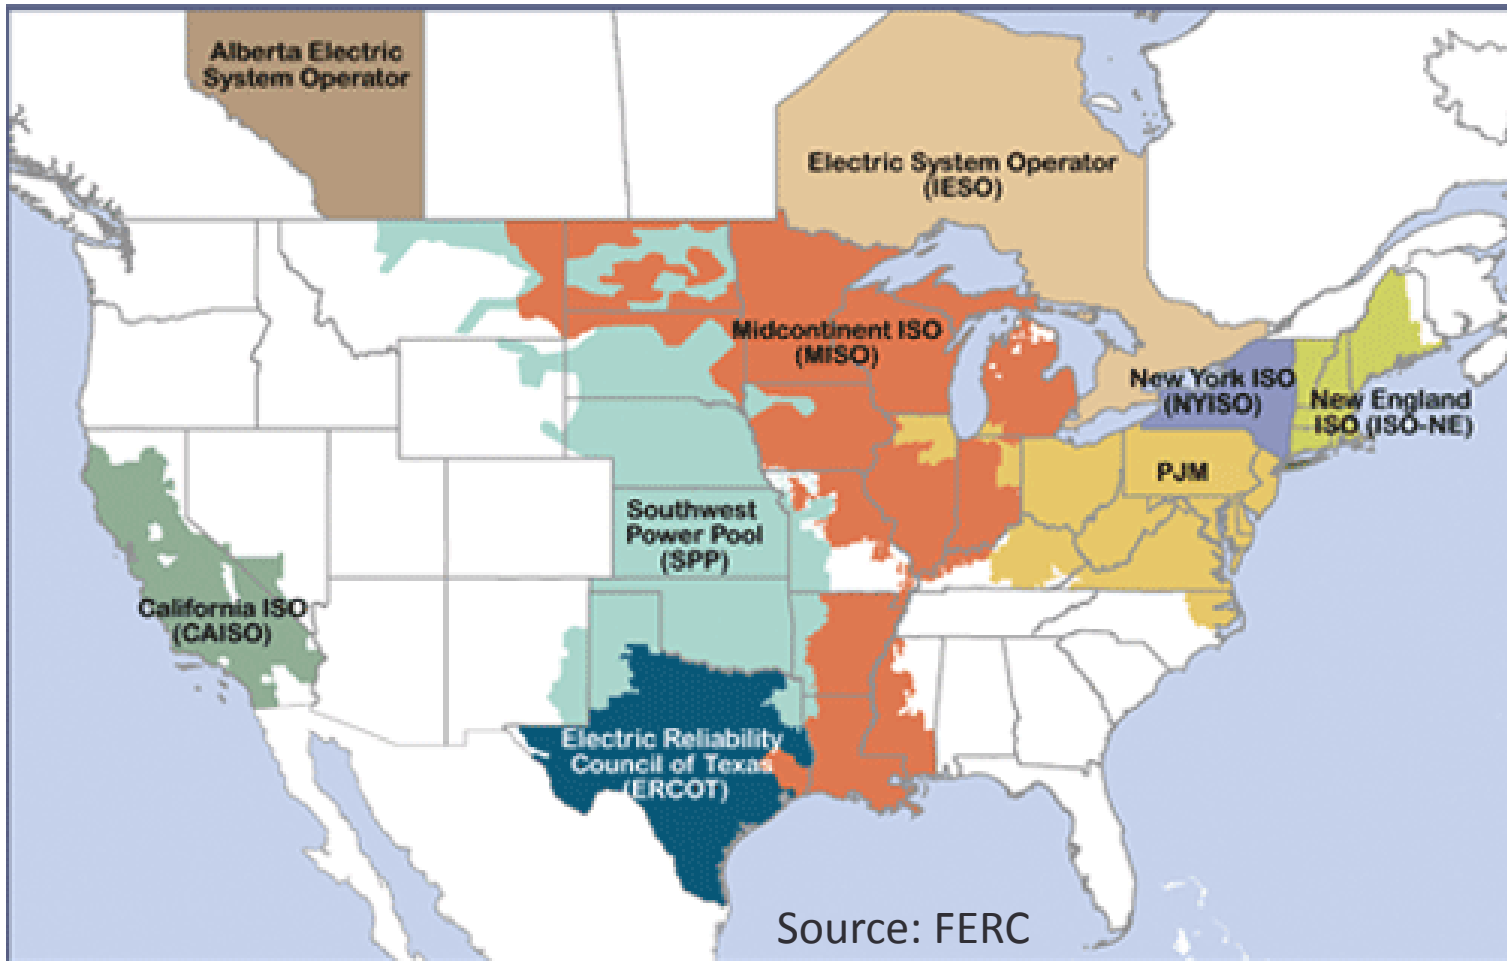 Alberta Electric
System Operator
Electric System Operator
(IESO)
Midcontinent ISO
(MISO)
New York ISO
(NYISO)
New England
ISO (ISO-NE)
PJM
Southwest
Power Pool
(SPP)
California ISO
(CAISO)
Electric Reliability
Council of Texas
(ERCOT)
Source: FERC